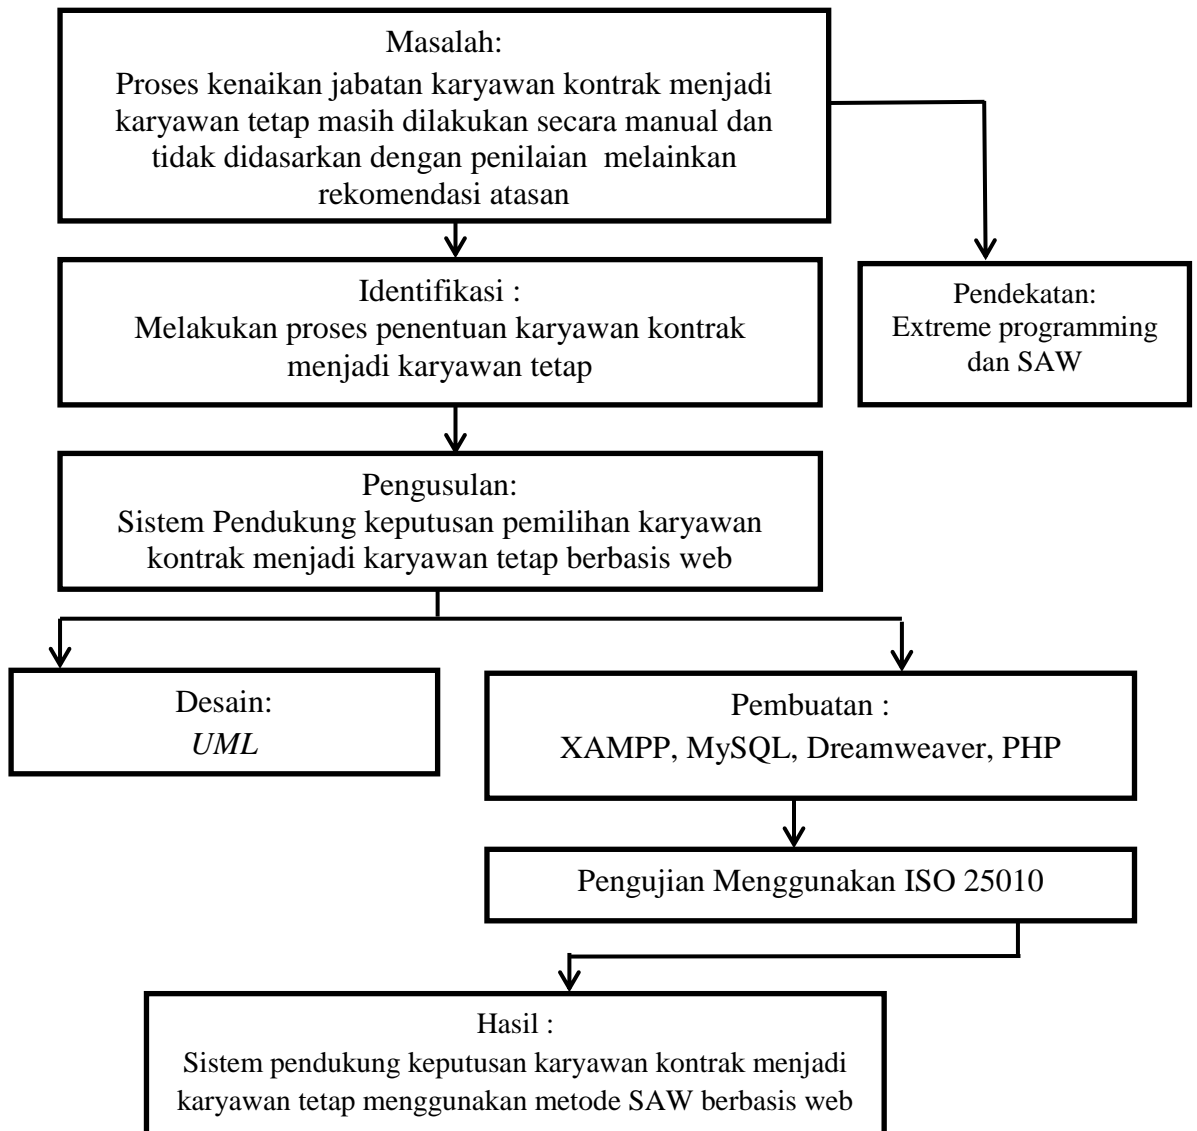 Masalah:
Proses kenaikan jabatan karyawan kontrak menjadi
karyawan tetap masih dilakukan secara manual dan
tidak didasarkan dengan penilaian melainkan
rekomendasi atasan
Identifikasi :
Melakukan proses penentuan karyawan kontrak
menjadi karyawan tetap
Pendekatan:
Extreme programming
dan SAW
Pengusulan:
Sistem Pendukung keputusan pemilihan karyawan
kontrak menjadi karyawan tetap berbasis web
Desain:
UML
Pembuatan :
XAMPP, MySQL, Dreamweaver, PHP
Pengujian Menggunakan ISO 25010
Hasil :
Sistem pendukung keputusan karyawan kontrak menjadi
karyawan tetap menggunakan metode SAW berbasis web